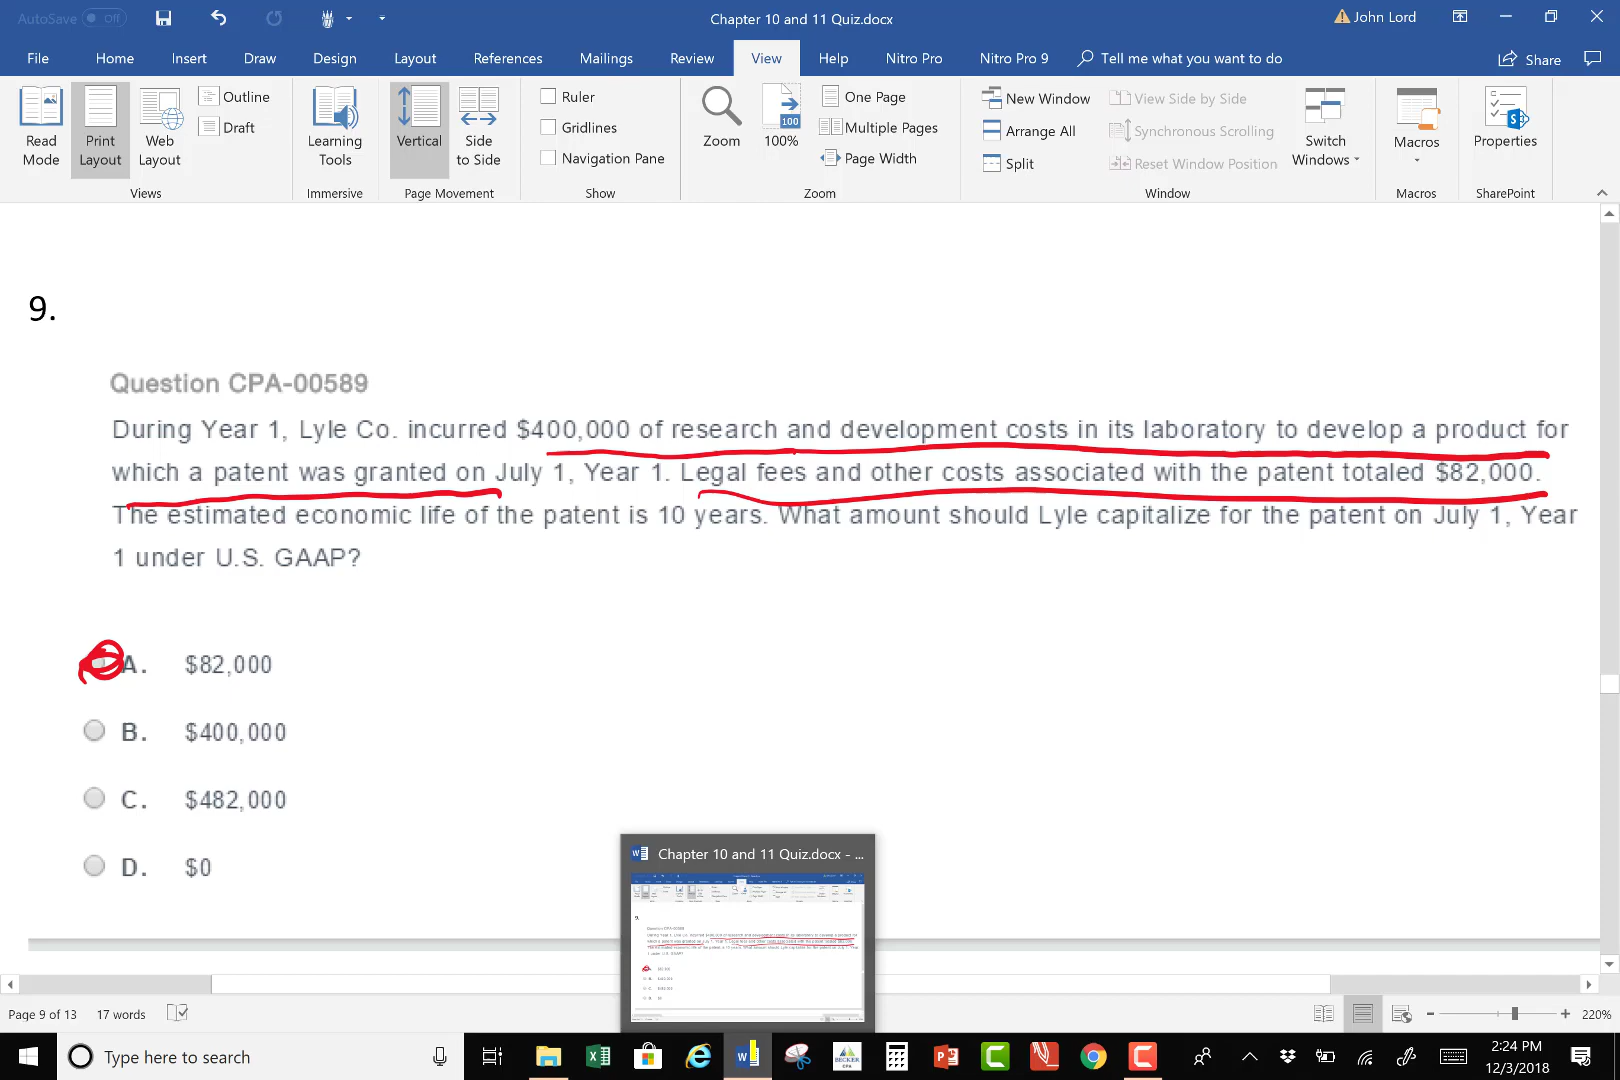 AutoSave Off
Chapter 10 and 11 Quiz.docx
John Lord
File Home Insert Draw Design Layout References Mailings Review View Help Nitro Pro Nitro Pro 9 Tell me what you want to do Share
Read Mode
Print Layout
Web Layout
Outline
Draft
Views
Learning Tools
Immersive
Vertical
Side to Side
Page Movement
Ruler
Gridlines
Navigation Pane
Show
Zoom
100
100%
One Page
Multiple Pages
Page Width
Zoom
New Window
Arrange All
Split
View Side by Side
Synchronous Scrolling
Reset Window Position
Switch Windows
Window
Macros
Macros
Properties
SharePoint
9.
Question CPA-00589
During Year 1, Lyle Co. incurred $400,000 of research and development costs in its laboratory to develop a product for
which a patent was granted on July 1, Year 1. Legal fees and other costs associated with the patent totaled $82,000.
The estimated economic life of the patent is 10 years. What amount should Lyle capitalize for the patent on July 1, Year
1 under U.S. GAAP?
A. $82,000
B. $400,000
C. $482,000
D. $0
Chapter 10 and 11 Quiz.docx - ...
Page 9 of 13 17 words
220%
Type here to search
2:24 PM
12/3/2018